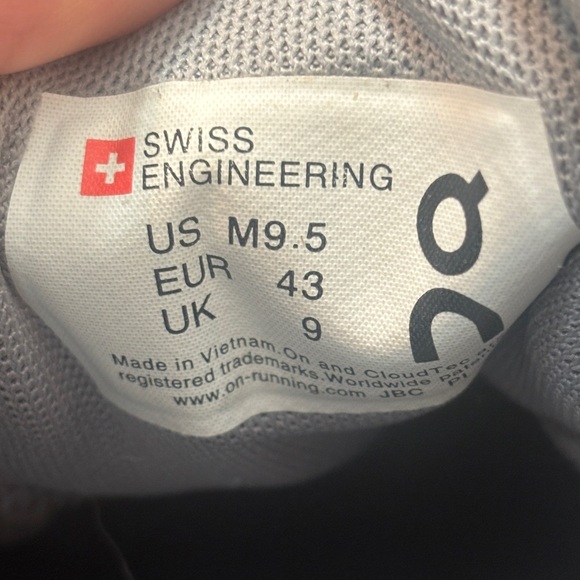 SWISS
ENGINEERING
US M9.5
EUR 43
UK 9
Made in Vietnam.On and CloudTec
registered trademarks.Worldwide
www.on-running.com JBC